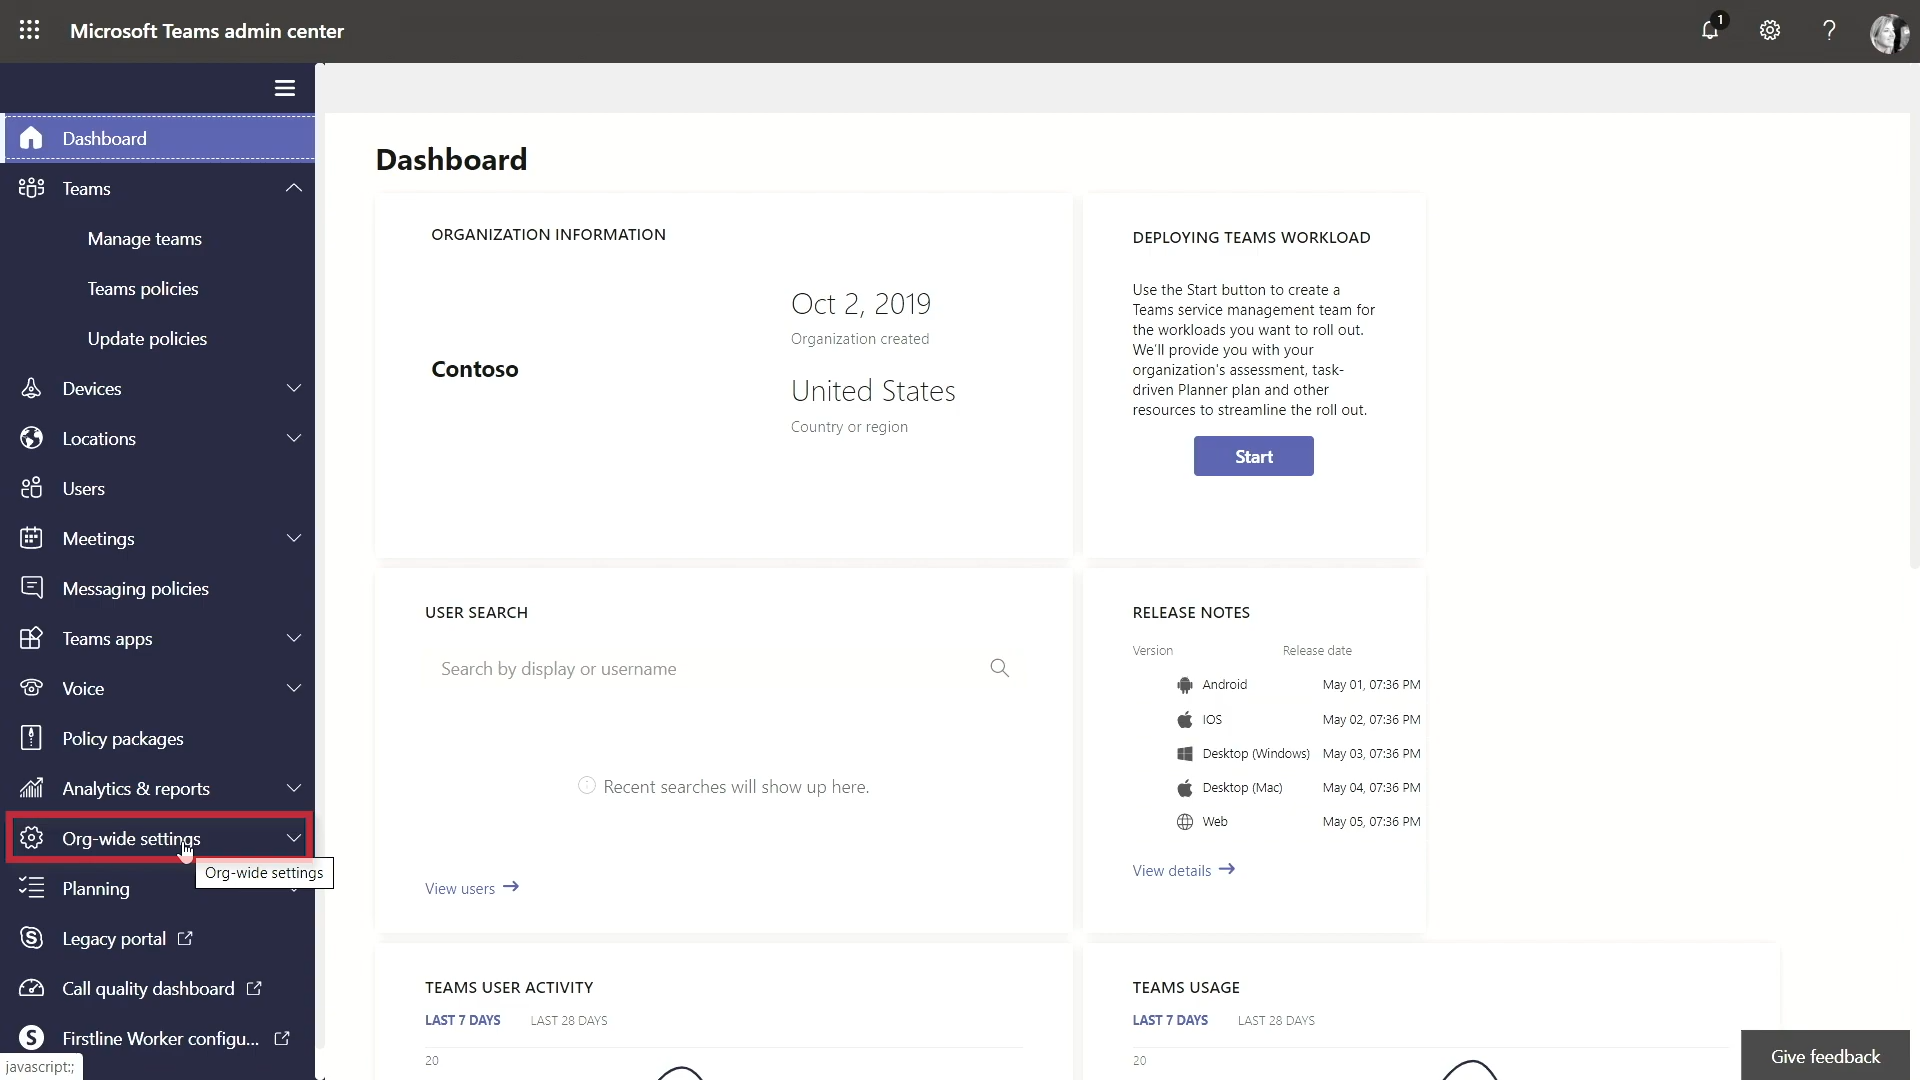 Microsoft Teams admin center
1
?
Dashboard
Teams
Manage teams
Teams policies
Update policies
Devices
Locations
Users
Meetings
Messaging policies
Teams apps
Voice
Policy packages
Analytics & reports
Org-wide settings
Org-wide settings
Planning
Legacy portal
Call quality dashboard
Firstline Worker configu...
javascript:;
Dashboard
ORGANIZATION INFORMATION
Contoso
Oct 2, 2019
Organization created
United States
Country or region
DEPLOYING TEAMS WORKLOAD
Use the Start button to create a
Teams service management team for
the workloads you want to roll out.
We'll provide you with your
organization's assessment, task-
driven Planner plan and other
resources to streamline the roll out.
Start
USER SEARCH
Search by display or username
Recent searches will show up here.
View users
RELEASE NOTES
Version Release date
Android May 01, 07:36 PM
IOS May 02, 07:36 PM
Desktop (Windows) May 03, 07:36 PM
Desktop (Mac) May 04, 07:36 PM
Web May 05, 07:36 PM
View details
TEAMS USER ACTIVITY
LAST 7 DAYS LAST 28 DAYS
20
TEAMS USAGE
LAST 7 DAYS LAST 28 DAYS
20
Give feedback